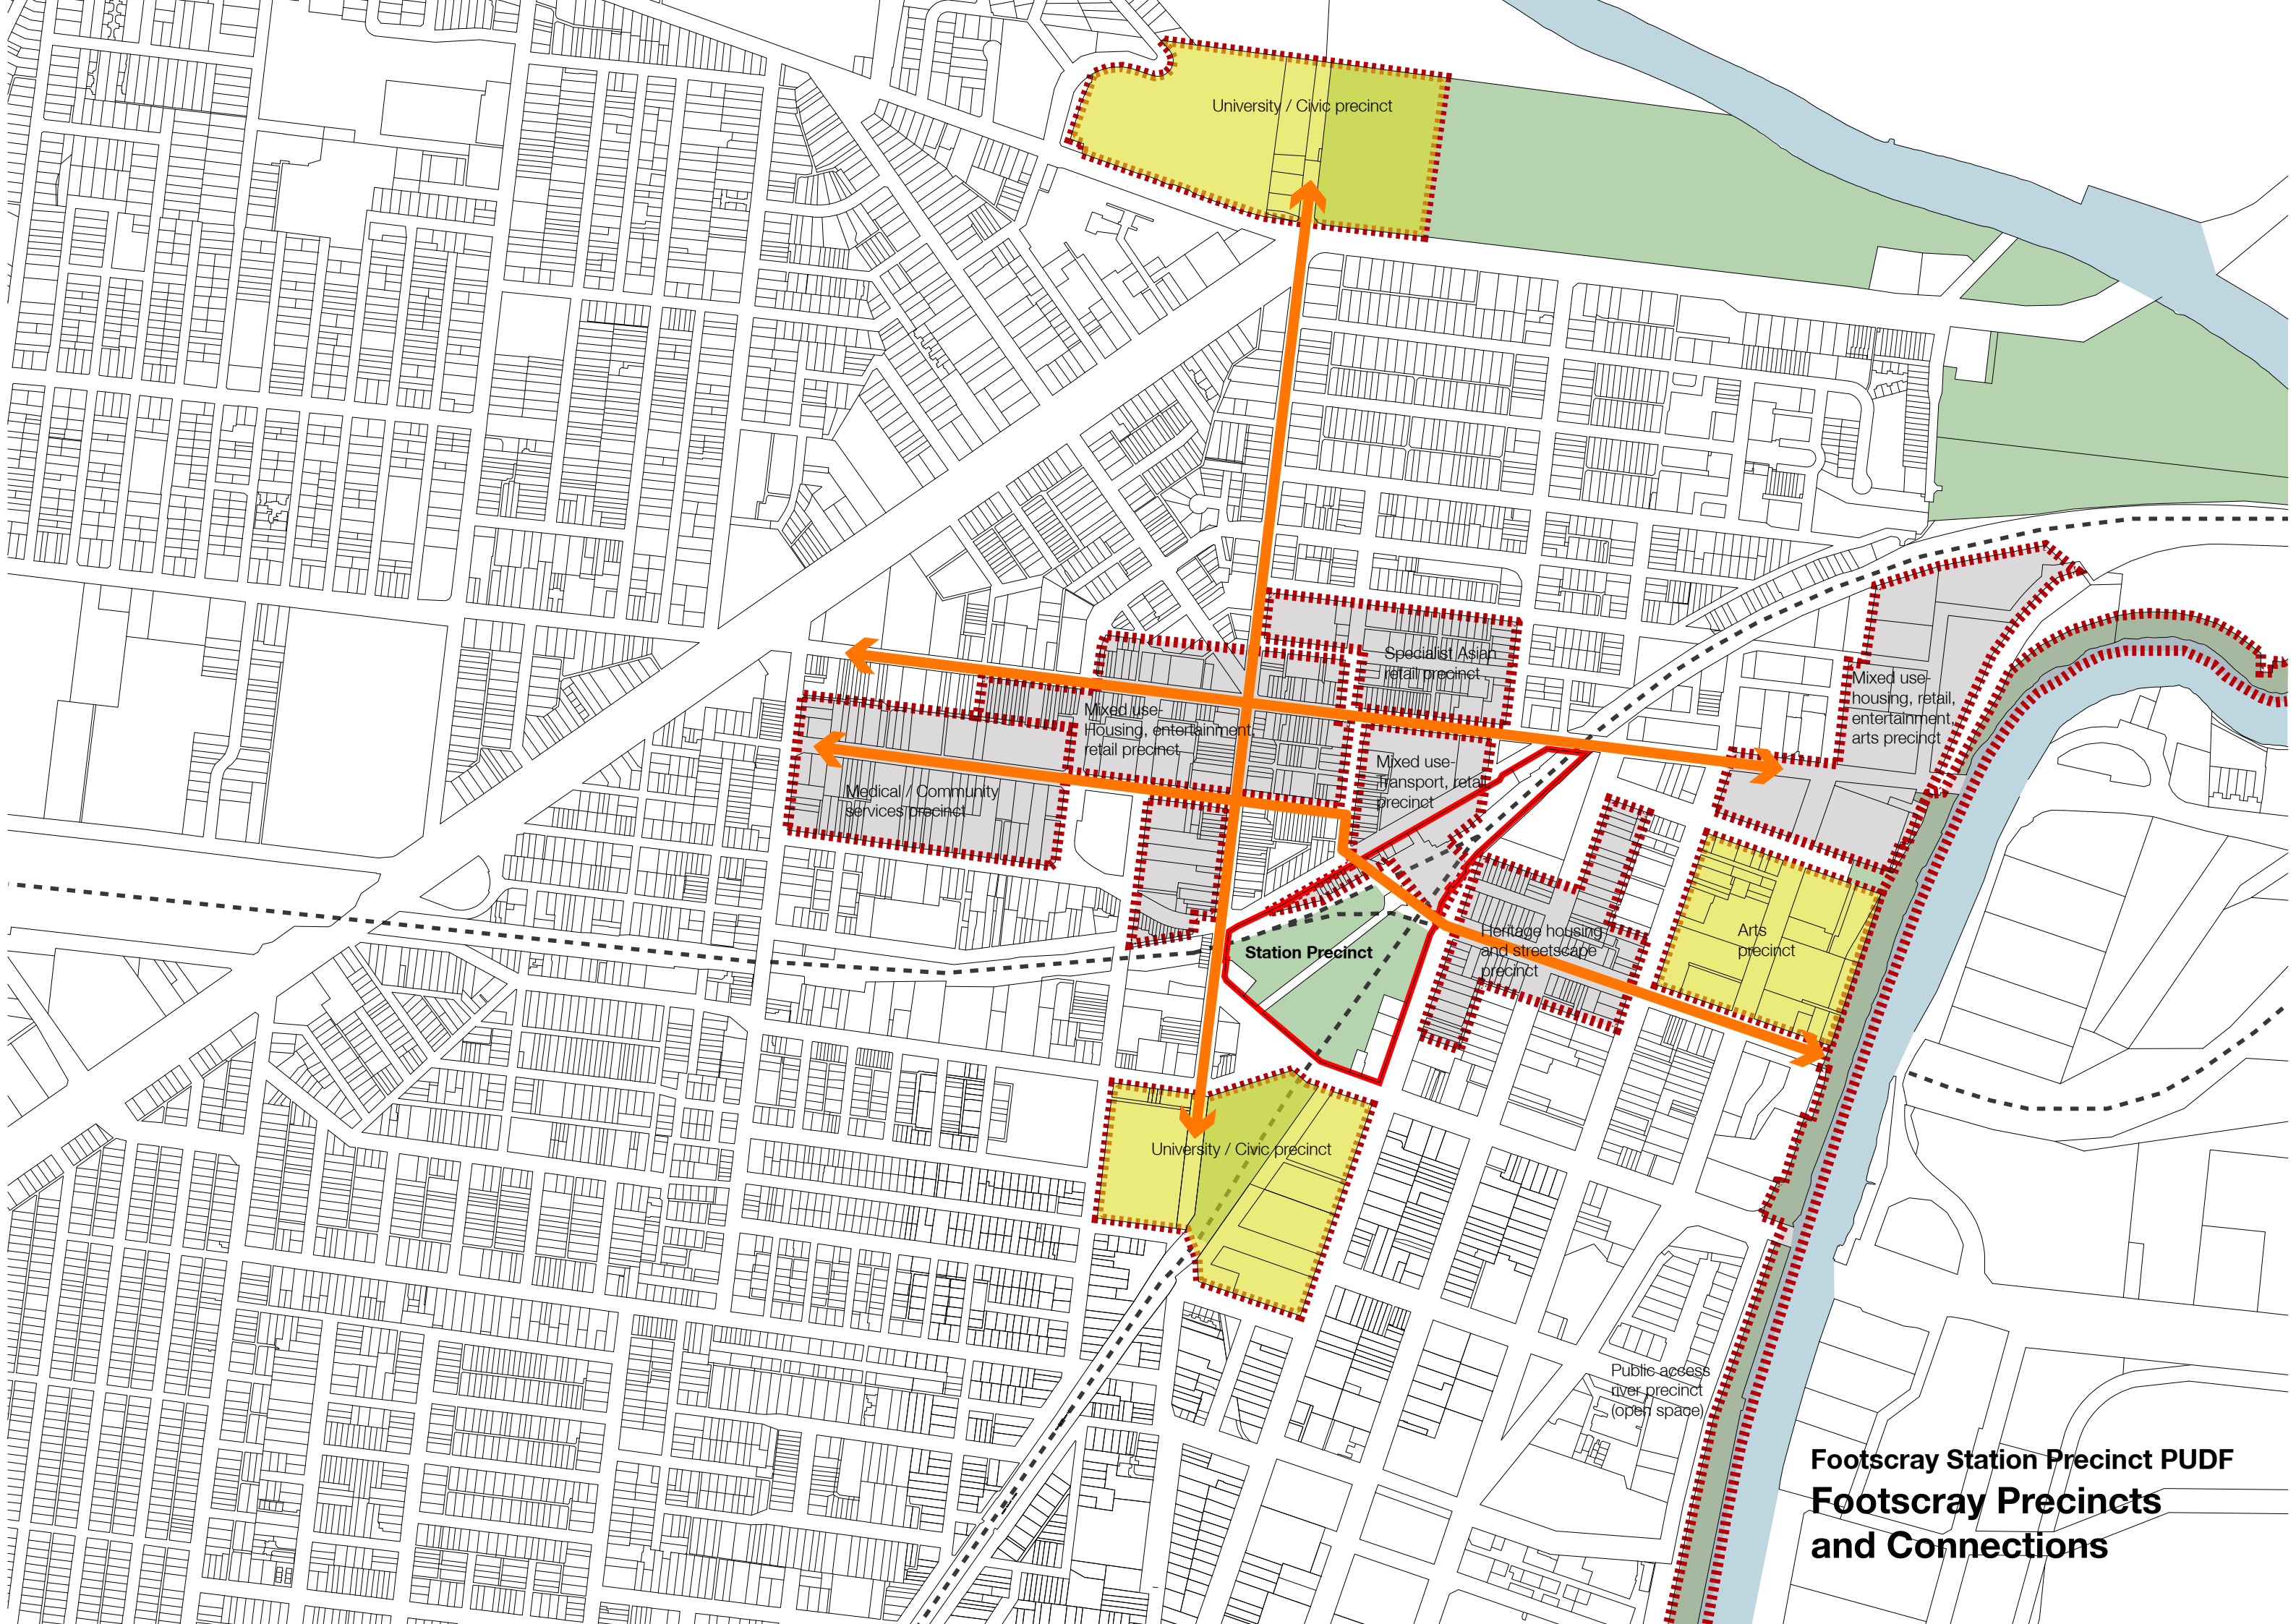 University / Civic precinct
Specialist Asian
retail precinct
Mixed use-
housing, retail,
entertainment,
arts precinct
Mixed use-
Housing, entertainment,
retail precinct
Mixed use-
Transport, retail,
precinct
Medical / Community
services precinct
Station Precinct
Heritage housing
and streetscape
precinct
Arts
precinct
University / Civic precinct
Public access
river precinct
(open space)
Footscray Station Precinct PUDF
Footscray Precincts
and Connections